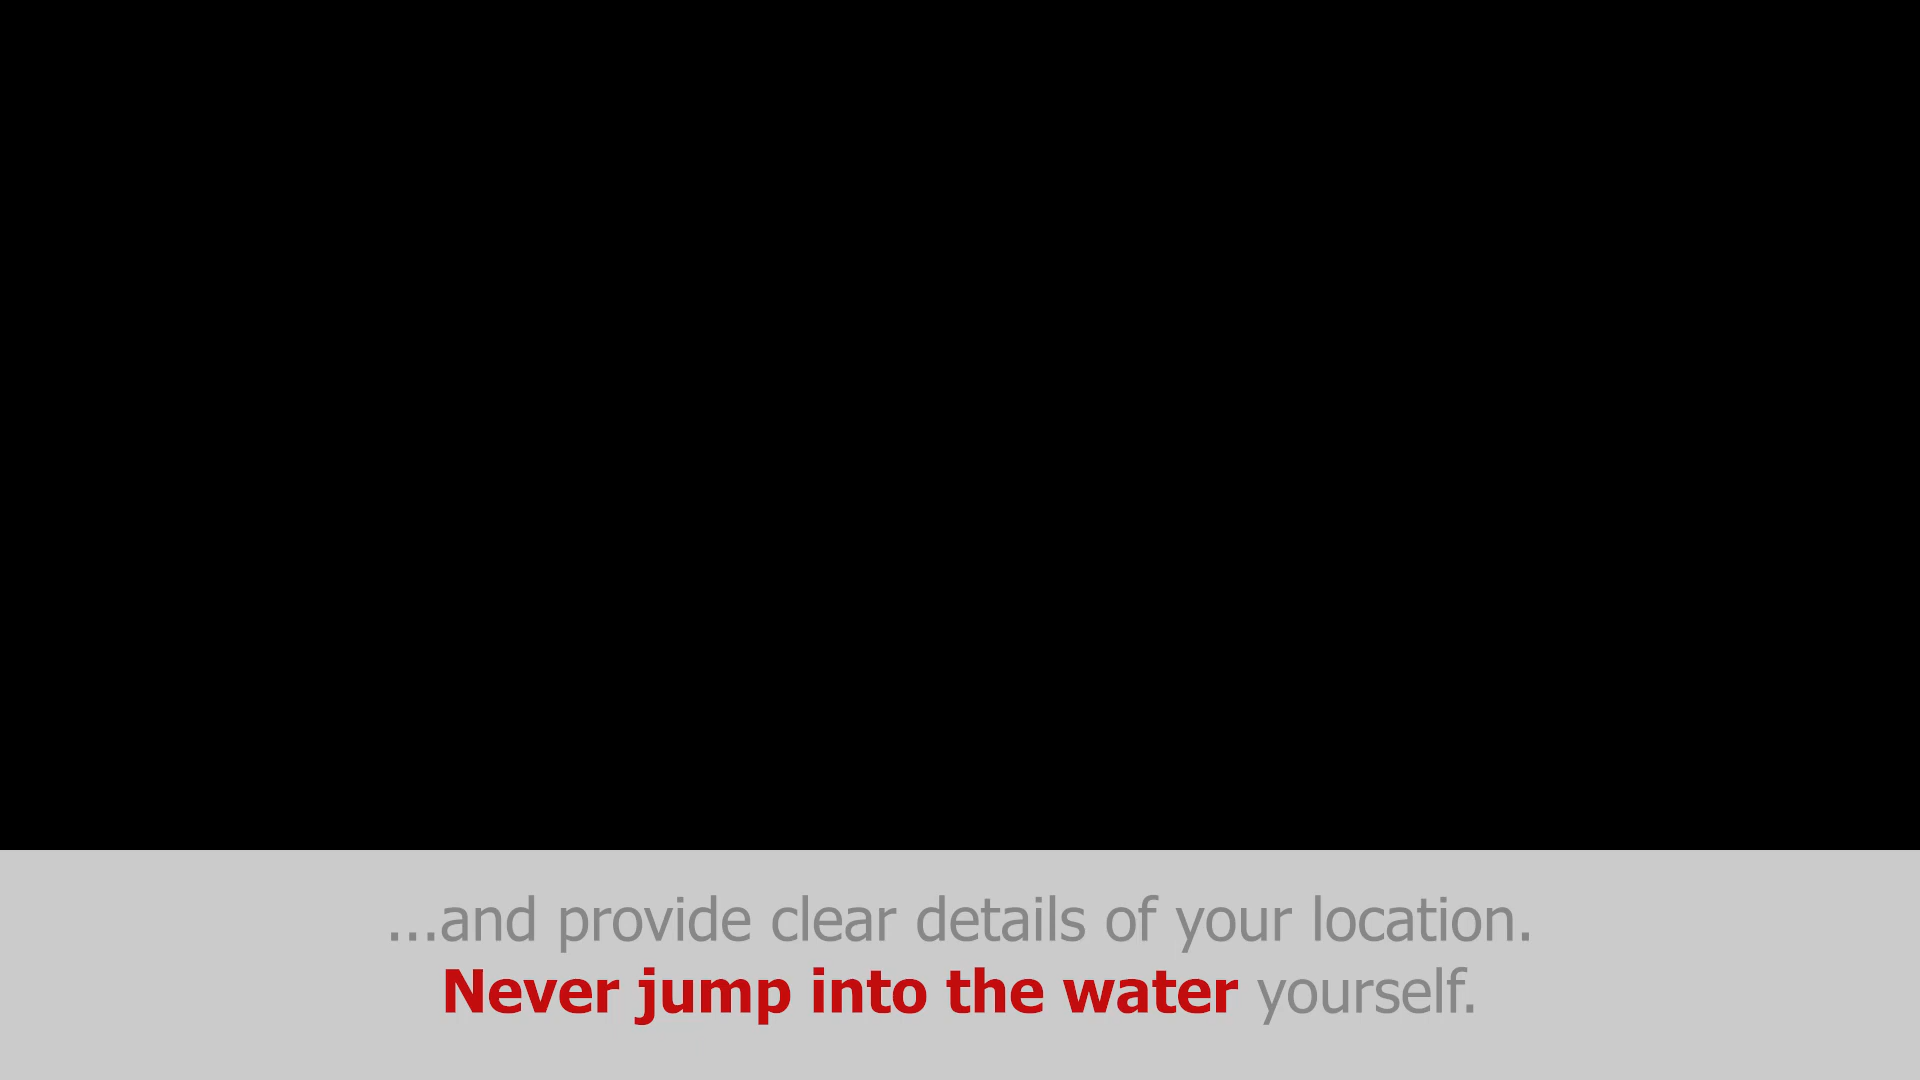 ...and provide clear details of your location.
Never jump into the water yourself.